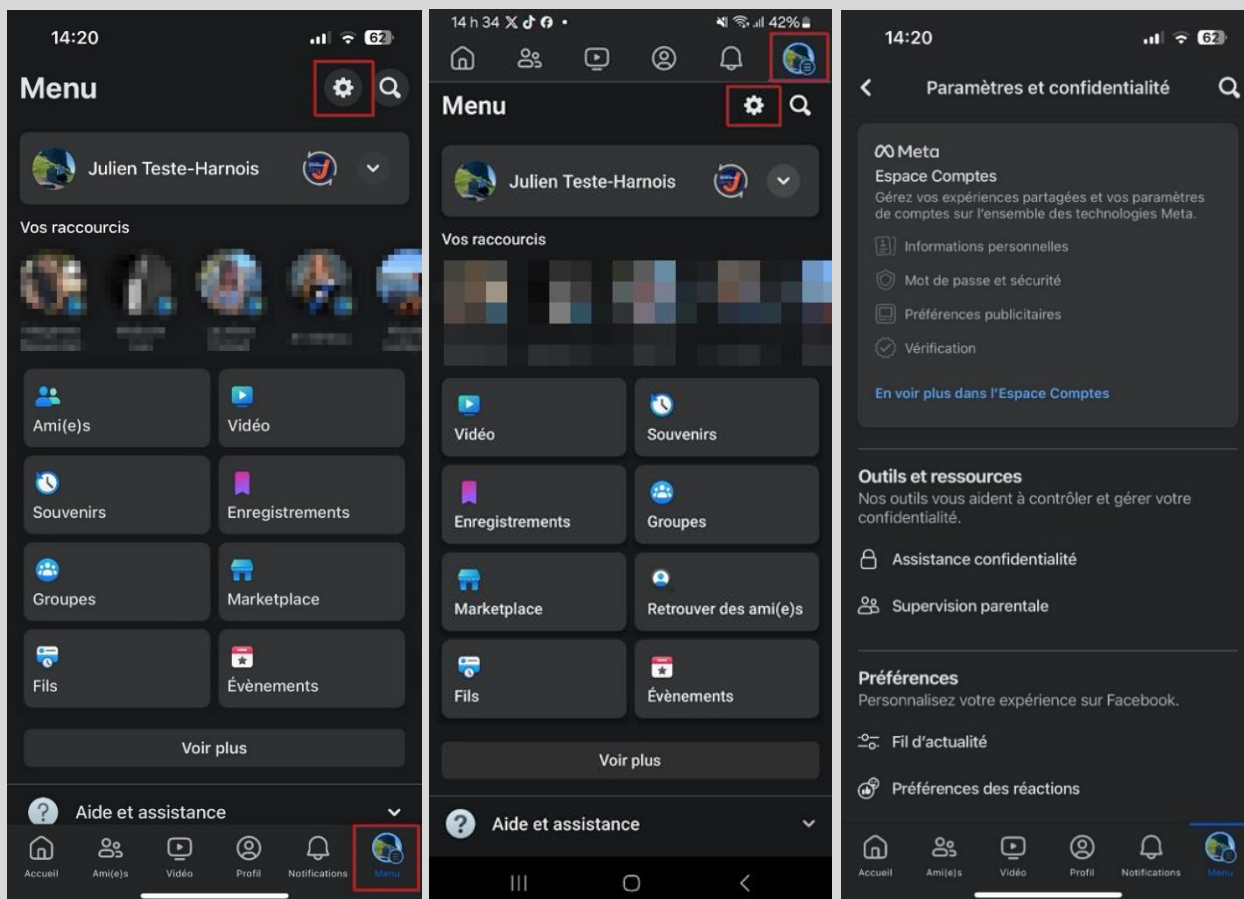 14:20
62
Menu
Julien Teste-Harnois
Vos raccourcis
Ami(e)s
Vidéo
Souvenirs
Enregistrements
Groupes
Marketplace
Fils
Évènements
Voir plus
Aide et assistance
Accueil
Ami(e)s
Vidéo
Profil
Notifications
Menu
14 h 34
42%
Menu
Julien Teste-Harnois
Vos raccourcis
Vidéo
Souvenirs
Enregistrements
Groupes
Marketplace
Retrouver des ami(e)s
Fils
Évènements
Voir plus
Aide et assistance
14:20
62
Paramètres et confidentialité
Meta
Espace Comptes
Gérez vos expériences partagées et vos paramètres
de comptes sur l'ensemble des technologies Meta.
Informations personnelles
Mot de passe et sécurité
Préférences publicitaires
Vérification
En voir plus dans l'Espace Comptes
Outils et ressources
Nos outils vous aident à contrôler et gérer votre
confidentialité.
Assistance confidentialité
Supervision parentale
Préférences
Personnalisez votre expérience sur Facebook.
Fil d'actualité
Préférences des réactions
Accueil
Ami(e)s
Vidéo
Profil
Notifications
Menu